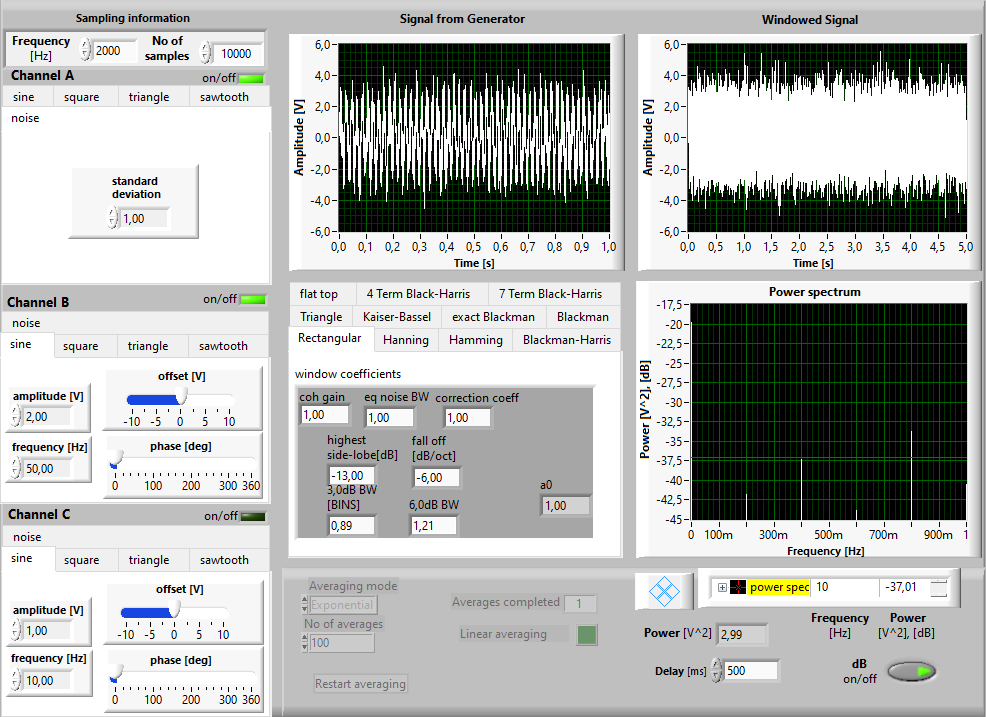 Sampling information
Frequency [Hz] 2000 No of samples 10000
Channel A on/off
sine square triangle sawtooth
noise
standard deviation
1,00
Channel B on/off
noise
sine square triangle sawtooth
amplitude [V]
2,00
offset [V]
-10 -5 0 5 10
frequency [Hz]
50,00
phase [deg]
0 100 200 300 360
Channel C on/off
noise
sine square triangle sawtooth
amplitude [V]
1,00
offset [V]
-10 -5 0 5 10
frequency [Hz]
10,00
phase [deg]
0 100 200 300 360
Signal from Generator
Amplitude [V]
6,0
4,0
2,0
0,0
-2,0
-4,0
-6,0
0,0 0,1 0,2 0,3 0,4 0,5 0,6 0,7 0,8 0,9 1,0
Time [s]
Windowed Signal
Amplitude [V]
6,0
4,0
2,0
0,0
-2,0
-4,0
-6,0
0,0 0,5 1,0 1,5 2,0 2,5 3,0 3,5 4,0 4,5 5,0
Time [s]
flat top 4 Term Black-Harris 7 Term Black-Harris
Triangle Kaiser-Bassel exact Blackman Blackman
Rectangular Hanning Hamming Blackman-Harris
window coefficients
coh gain eq noise BW correction coeff
1,00 1,00 1,00
highest side-lobe[dB] fall off [dB/oct]
-13,00 -6,00
3,0dB BW [BINS] 6,0dB BW a0
0,89 1,21 1,00
Power spectrum
Power [V^2], [dB]
-17,5
-20
-22,5
-25
-27,5
-30
-32,5
-35
-37,5
-40
-42,5
-45
0 100m 300m 500m 700m 900m 1
Frequency [Hz]
Averaging mode
Exponential
No of averages
100
Restart averaging
Averages completed 1
Linear averaging
power spec 10 -37,01
Frequency [Hz] Power [V^2], [dB]
Power [V^2] 2,99
Delay [ms] 500
dB on/off